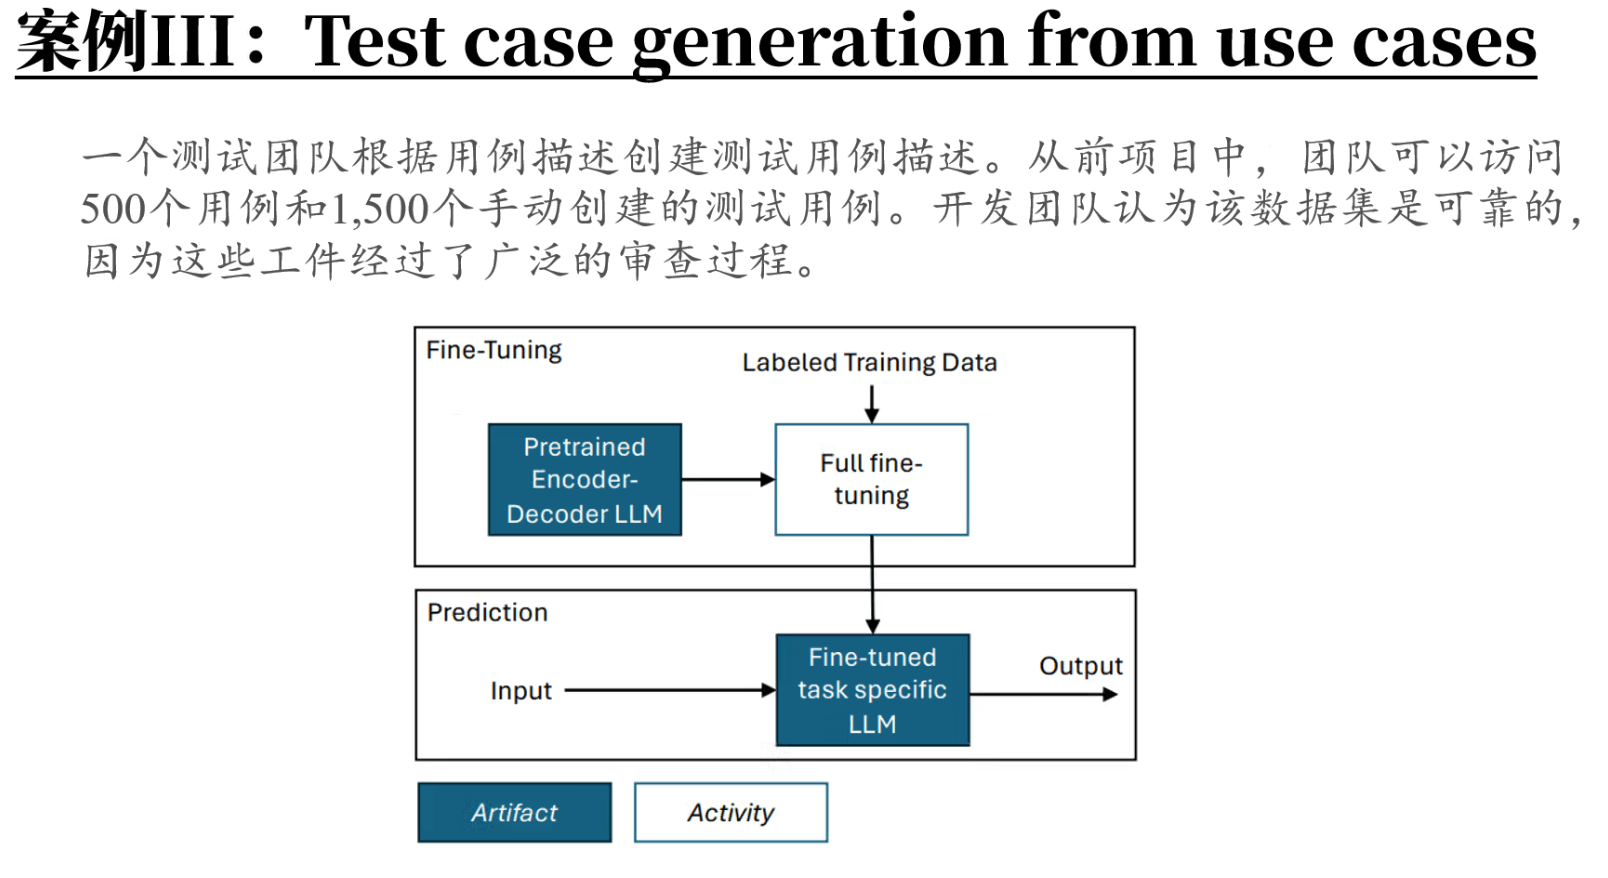 案例III：Test case generation from use cases
一个测试团队根据用例描述创建测试用例描述。从前项目中，团队可以访问
500个用例和1,500个手动创建的测试用例。开发团队认为该数据集是可靠的，
因为这些工件经过了广泛的审查过程。
Fine-Tuning
Labeled Training Data
Pretrained
Encoder-
Decoder LLM
Full fine-
tuning
Prediction
Input
Fine-tuned
task specific
LLM
Output
Artifact
Activity